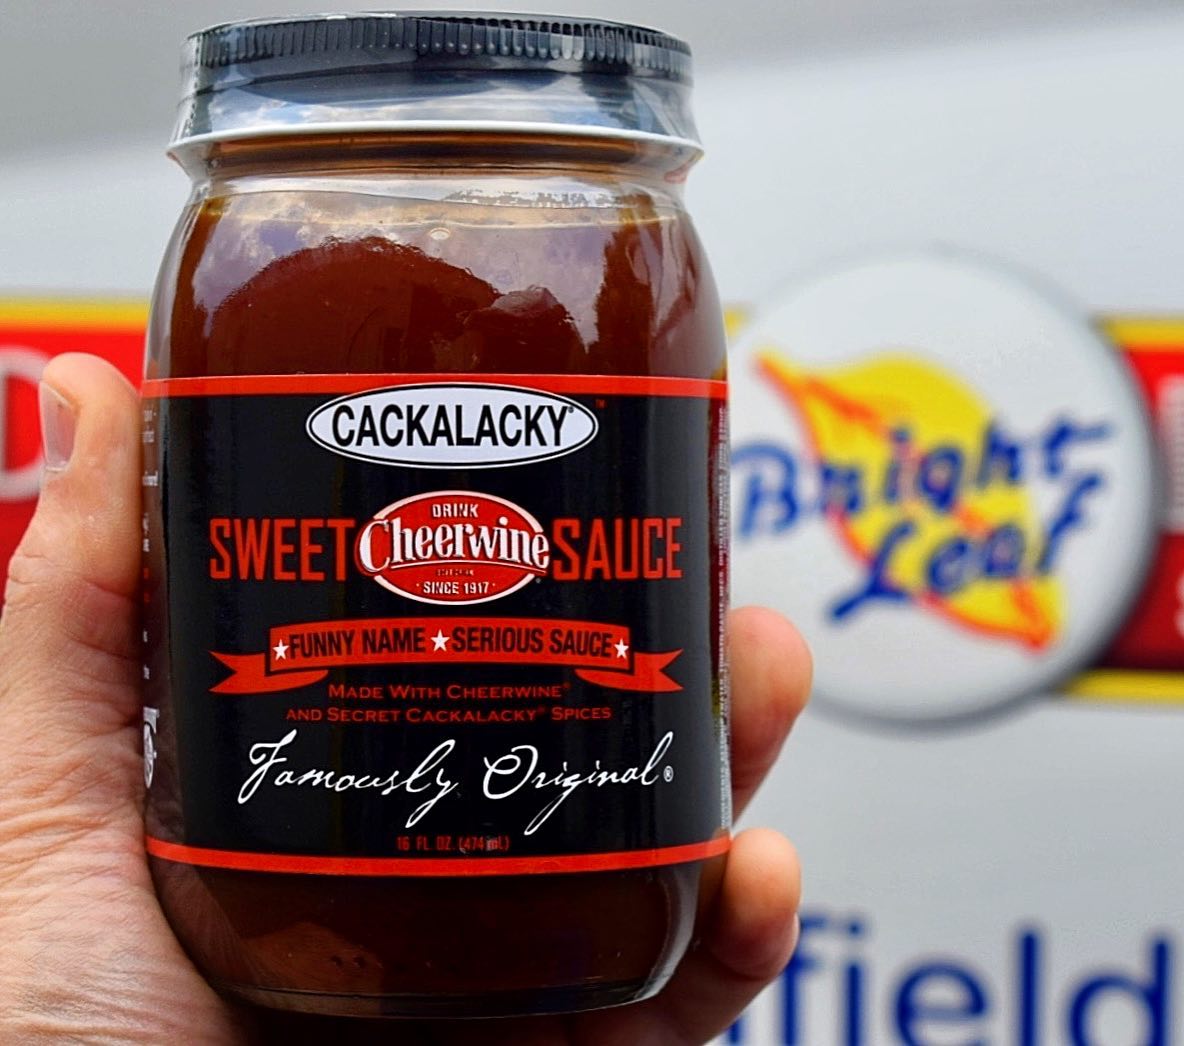 CACKALACKY® ™
SWEET
DRINK
Cheerwine®
SINCE 1917
SAUCE
FUNNY NAME ★ SERIOUS SAUCE
MADE WITH CHEERWINE®
AND SECRET CACKALACKY® SPICES
Famously Original®
16 FL. OZ. (474 mL)
Bright
Leaf
field